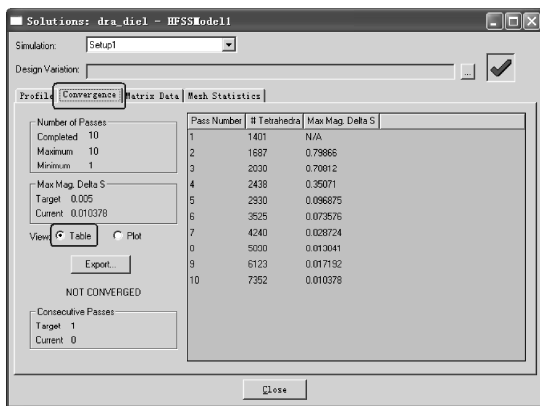 Solutions: dra_diel - HFSSModel1
Simulation: Setup1
Design Variation:
...
Profile Convergence Matrix Data Mesh Statistics
Number of Passes
Completed 10
Maximum 10
Minimum 1
Max Mag. Delta S
Target 0.005
Current 0.010378
View: Table Plot
Export...
NOT CONVERGED
Consecutive Passes
Target 1
Current 0
Pass Number # Tetrahedra Max Mag. Delta S
1 1401 N/A
2 1687 0.79866
3 2030 0.70812
4 2438 0.35071
5 2930 0.096875
6 3525 0.073576
7 4240 0.028724
8 5090 0.013041
9 6123 0.017192
10 7352 0.010378
Close